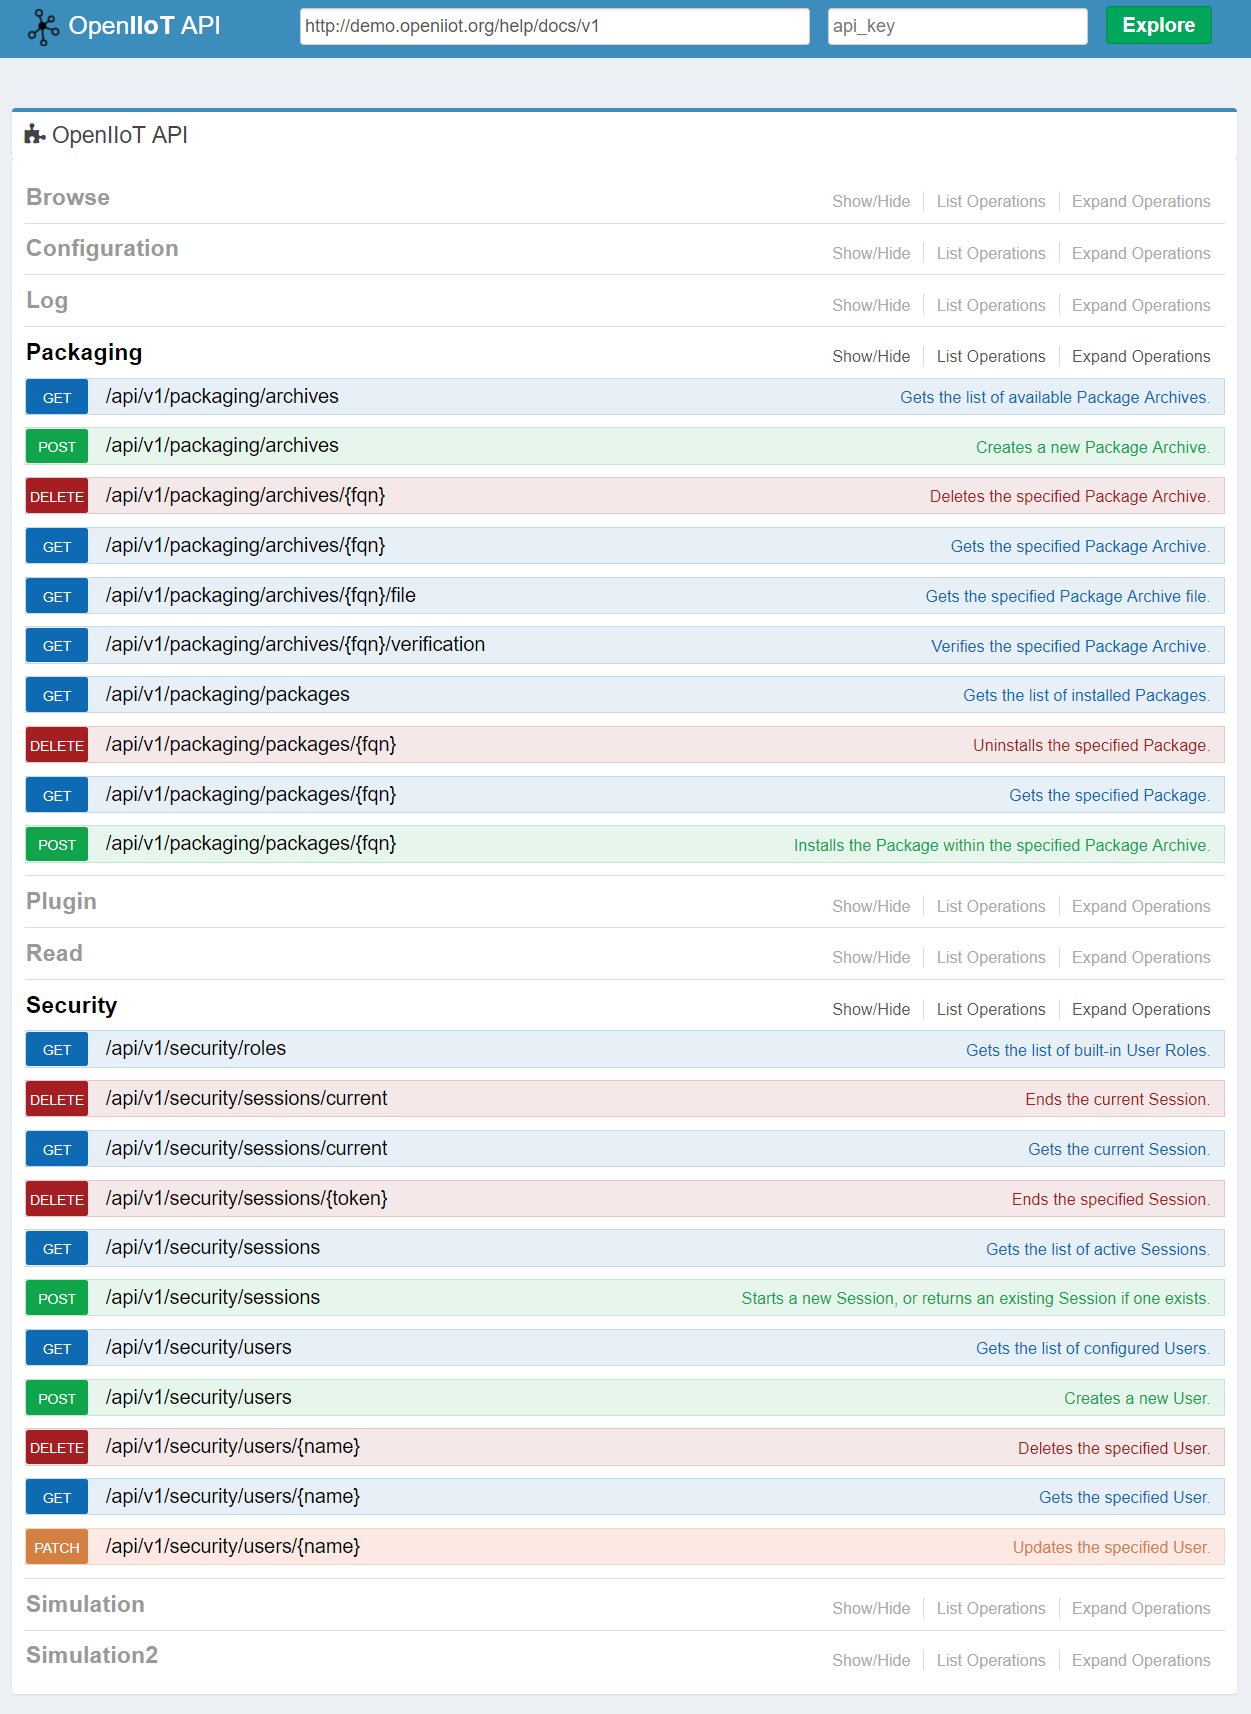 OpenIIoT API http://demo.openiiot.org/help/docs/v1 api_key Explore
OpenIIoT API
Browse Show/Hide List Operations Expand Operations
Configuration Show/Hide List Operations Expand Operations
Log Show/Hide List Operations Expand Operations
Packaging Show/Hide List Operations Expand Operations
GET /api/v1/packaging/archives Gets the list of available Package Archives.
POST /api/v1/packaging/archives Creates a new Package Archive.
DELETE /api/v1/packaging/archives/{fqn} Deletes the specified Package Archive.
GET /api/v1/packaging/archives/{fqn} Gets the specified Package Archive.
GET /api/v1/packaging/archives/{fqn}/file Gets the specified Package Archive file.
GET /api/v1/packaging/archives/{fqn}/verification Verifies the specified Package Archive.
GET /api/v1/packaging/packages Gets the list of installed Packages.
DELETE /api/v1/packaging/packages/{fqn} Uninstalls the specified Package.
GET /api/v1/packaging/packages/{fqn} Gets the specified Package.
POST /api/v1/packaging/packages/{fqn} Installs the Package within the specified Package Archive.
Plugin Show/Hide List Operations Expand Operations
Read Show/Hide List Operations Expand Operations
Security Show/Hide List Operations Expand Operations
GET /api/v1/security/roles Gets the list of built-in User Roles.
DELETE /api/v1/security/sessions/current Ends the current Session.
GET /api/v1/security/sessions/current Gets the current Session.
DELETE /api/v1/security/sessions/{token} Ends the specified Session.
GET /api/v1/security/sessions Gets the list of active Sessions.
POST /api/v1/security/sessions Starts a new Session, or returns an existing Session if one exists.
GET /api/v1/security/users Gets the list of configured Users.
POST /api/v1/security/users Creates a new User.
DELETE /api/v1/security/users/{name} Deletes the specified User.
GET /api/v1/security/users/{name} Gets the specified User.
PATCH /api/v1/security/users/{name} Updates the specified User.
Simulation Show/Hide List Operations Expand Operations
Simulation2 Show/Hide List Operations Expand Operations